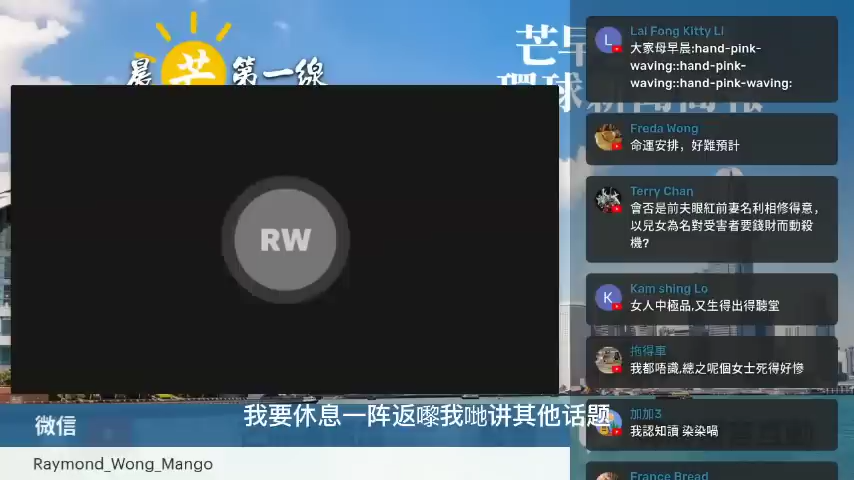 晨芒第一線
芒早
環球新聞簡報
RW
我要休息一阵返嚟我哋讲其他话题
微信
Raymond_Wong_Mango
Lai Fong Kitty Li
大家母早晨:hand-pink-
waving::hand-pink-
waving::hand-pink-waving:
Freda Wong
命運安排，好難預計
Terry Chan
會否是前夫眼紅前妻名利相修得意，
以兒女為名對受害者要錢財而動殺
機?
Kam shing Lo
女人中極品,又生得出得聽堂
拖得車
我都唔識,總之呢個女士死得好慘
加加3
我認知讀 染染喎
France Bread